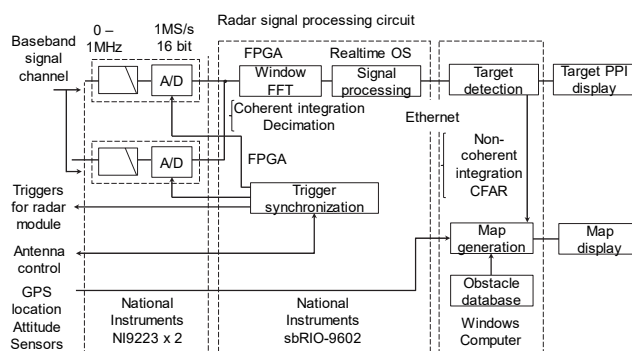 Radar signal processing circuit
Baseband
signal
channel
0 –
1MHz
1MS/s
16 bit
A/D
FPGA
Window
FFT
Realtime OS
Signal
processing
Target
detection
Target PPI
display
Coherent integration
Decimation
Ethernet
A/D
FPGA
Non-
coherent
integration
CFAR
Triggers
for radar
module
Trigger
synchronization
Antenna
control
Map
generation
Map
display
GPS
location
Attitude
Sensors
Obstacle
database
National
Instruments
NI9223 x 2
National
Instruments
sbRIO-9602
Windows
Computer